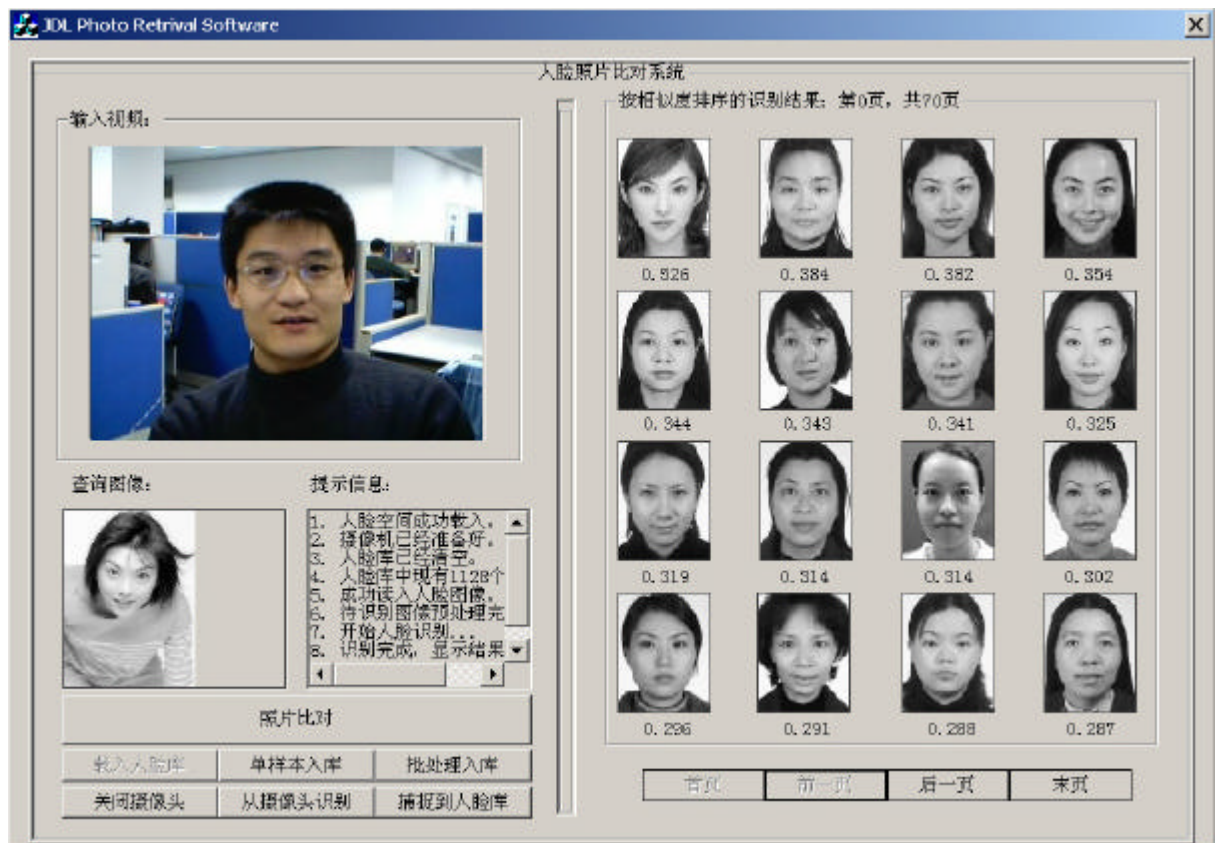 JDL Photo Retrival Software
人脸照片比对系统
输入视频:
按相似度排序的识别结果: 第0页, 共70页
0.526 0.384 0.382 0.354
0.344 0.343 0.341 0.325
0.319 0.314 0.314 0.302
0.296 0.291 0.288 0.287
查询图像:
提示信息:
1. 人脸空间成功载入。
2. 摄像机已经准备好。
3. 人脸库已经清空。
4. 人脸库中现有1128个
5. 成功读入人脸图像。
6. 待识别图像预处理完
7. 开始人脸识别...
8. 识别完成, 显示结果
照片比对
载入人脸库 单样本入库 批处理入库
关闭摄像头 从摄像头识别 捕捉到人脸库
首页 前一页 后一页 末页